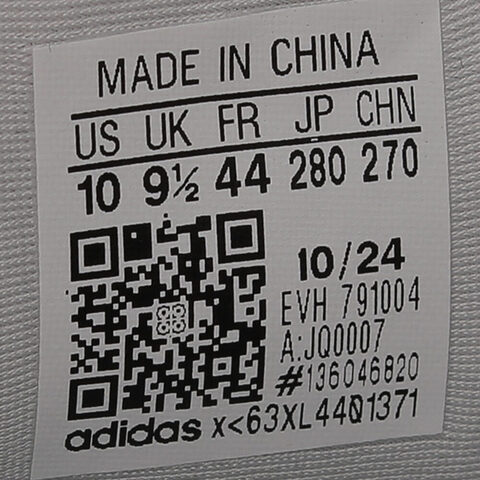 MADE IN CHINA
US UK FR JP CHN
10 9½ 44 280 270
10/24
EVH 791004
A:JQ0007
#136046820
adidas x<63XL44Q1371